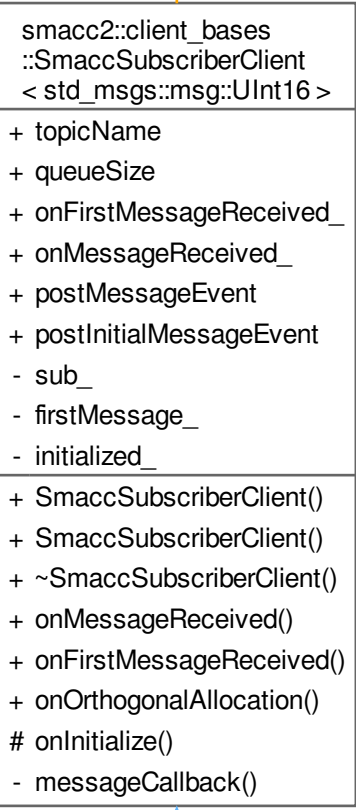 smacc2::client_bases
::SmaccSubscriberClient
< std_msgs::msg::UInt16 >
+ topicName
+ queueSize
+ onFirstMessageReceived_
+ onMessageReceived_
+ postMessageEvent
+ postInitialMessageEvent
- sub_
- firstMessage_
- initialized_
+ SmaccSubscriberClient()
+ SmaccSubscriberClient()
+ ~SmaccSubscriberClient()
+ onMessageReceived()
+ onFirstMessageReceived()
+ onOrthogonalAllocation()
# onInitialize()
- messageCallback()